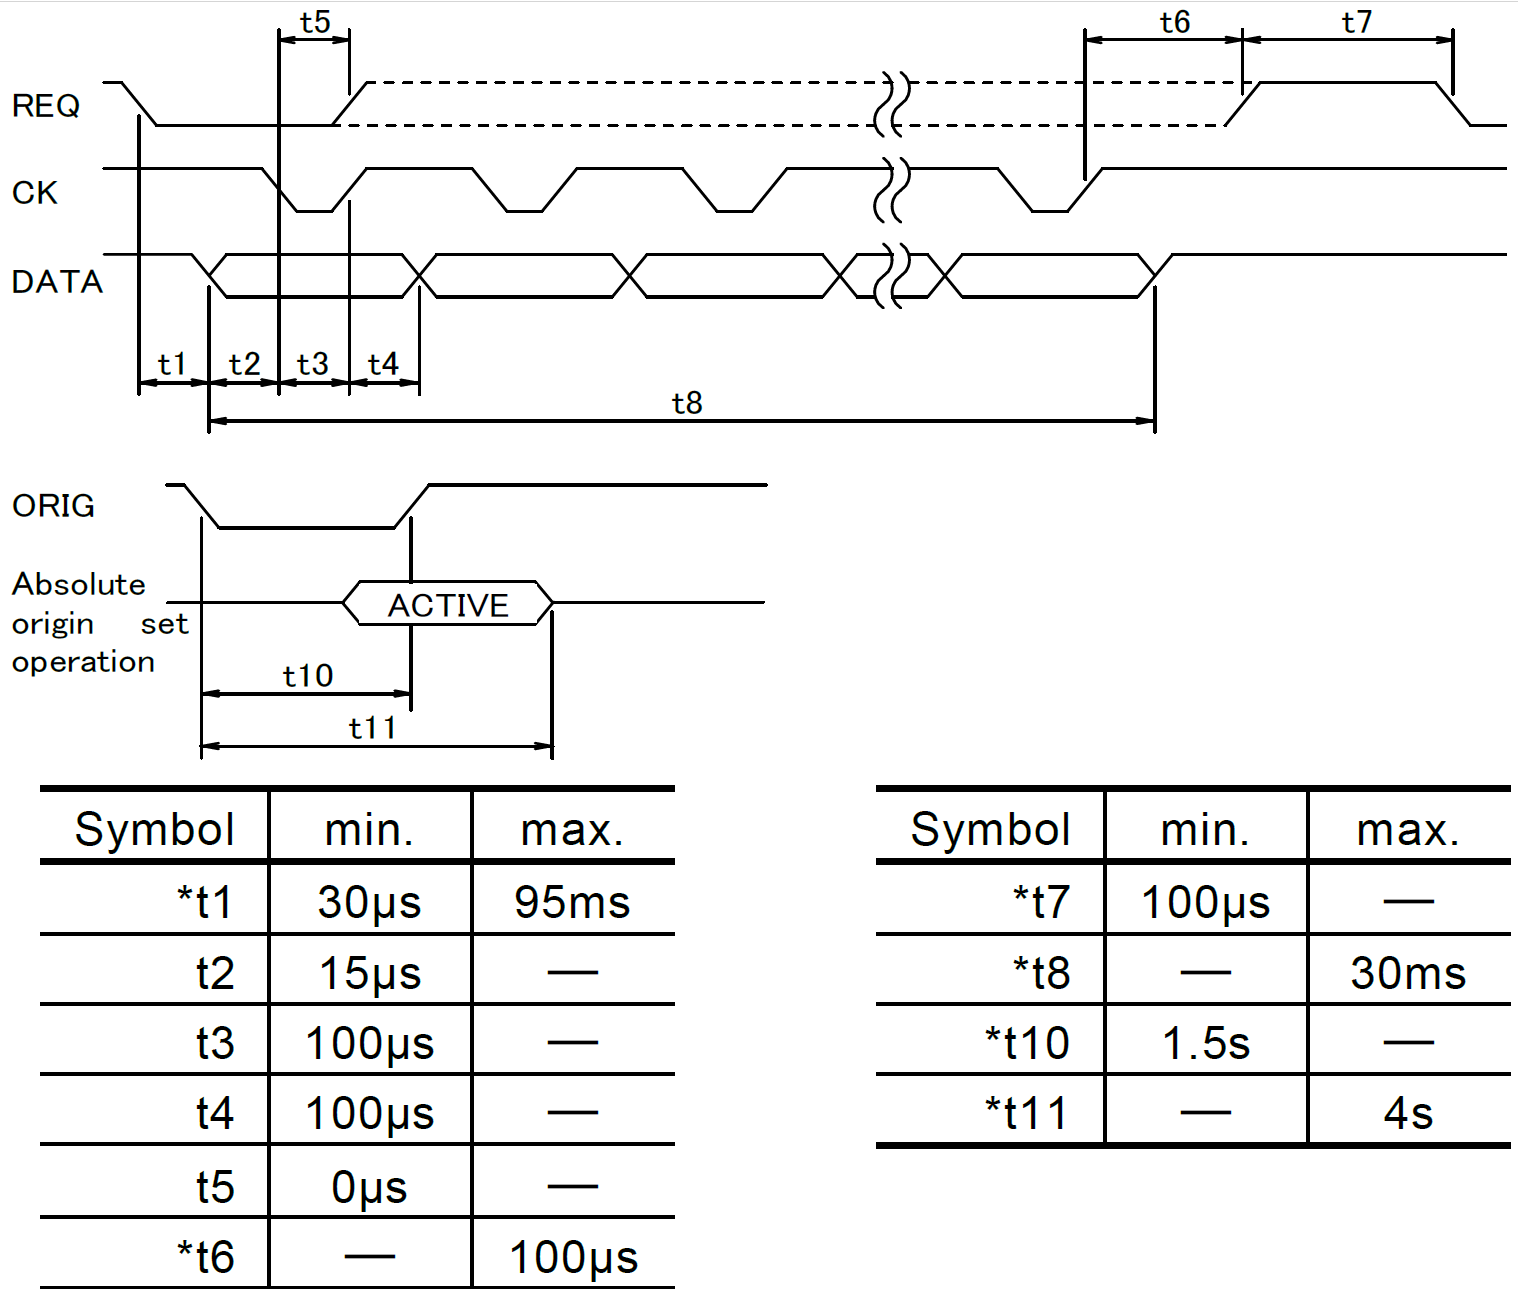 t5
t6
t7
REQ
CK
DATA
t1
t2
t3
t4
t8
ORIG
Absolute
origin set
operation
ACTIVE
t10
t11
Symbol min. max.
*t1 30µs 95ms
t2 15µs —
t3 100µs —
t4 100µs —
t5 0µs —
*t6 — 100µs
Symbol min. max.
*t7 100µs —
*t8 — 30ms
*t10 1.5s —
*t11 — 4s